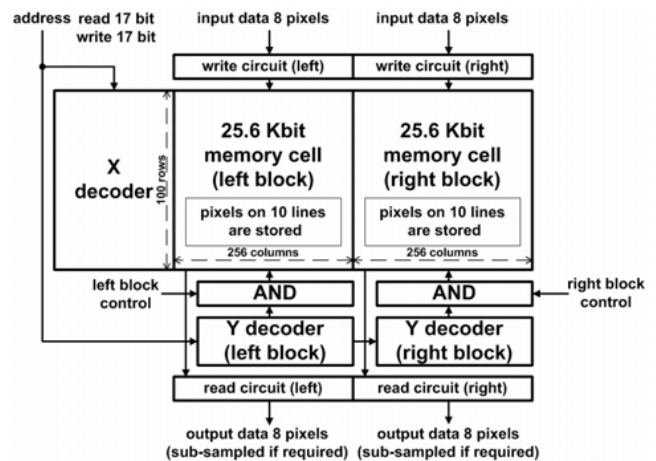 address read 17 bit
write 17 bit
input data 8 pixels
input data 8 pixels
write circuit (left)
write circuit (right)
X
decoder
100 rows
25.6 Kbit
memory cell
(left block)
pixels on 10 lines
are stored
256 columns
25.6 Kbit
memory cell
(right block)
pixels on 10 lines
are stored
256 columns
left block
control
AND
AND
right block
control
Y decoder
(left block)
Y decoder
(right block)
read circuit (left)
read circuit (right)
output data 8 pixels
(sub-sampled if required)
output data 8 pixels
(sub-sampled if required)